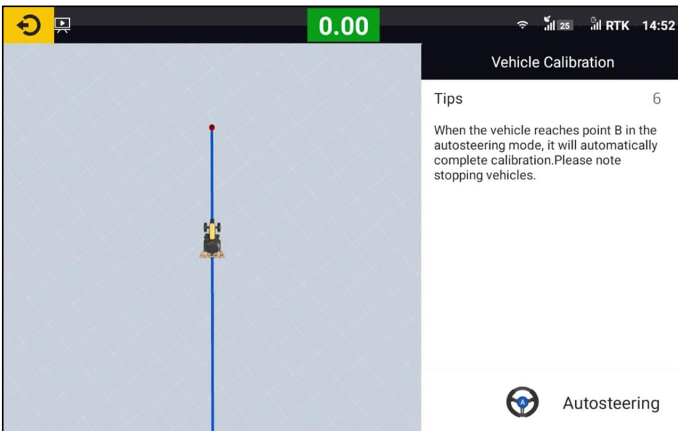 0.00
25 RTK 14:52
Vehicle Calibration
Tips 6
When the vehicle reaches point B in the
autosteering mode, it will automatically
complete calibration.Please note
stopping vehicles.
A Autosteering